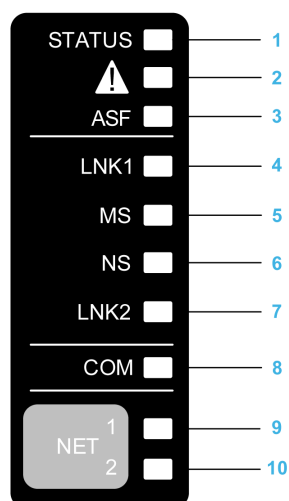 STATUS 1
2
ASF 3
LNK1 4
MS 5
NS 6
LNK2 7
COM 8
1 9
NET
2 10